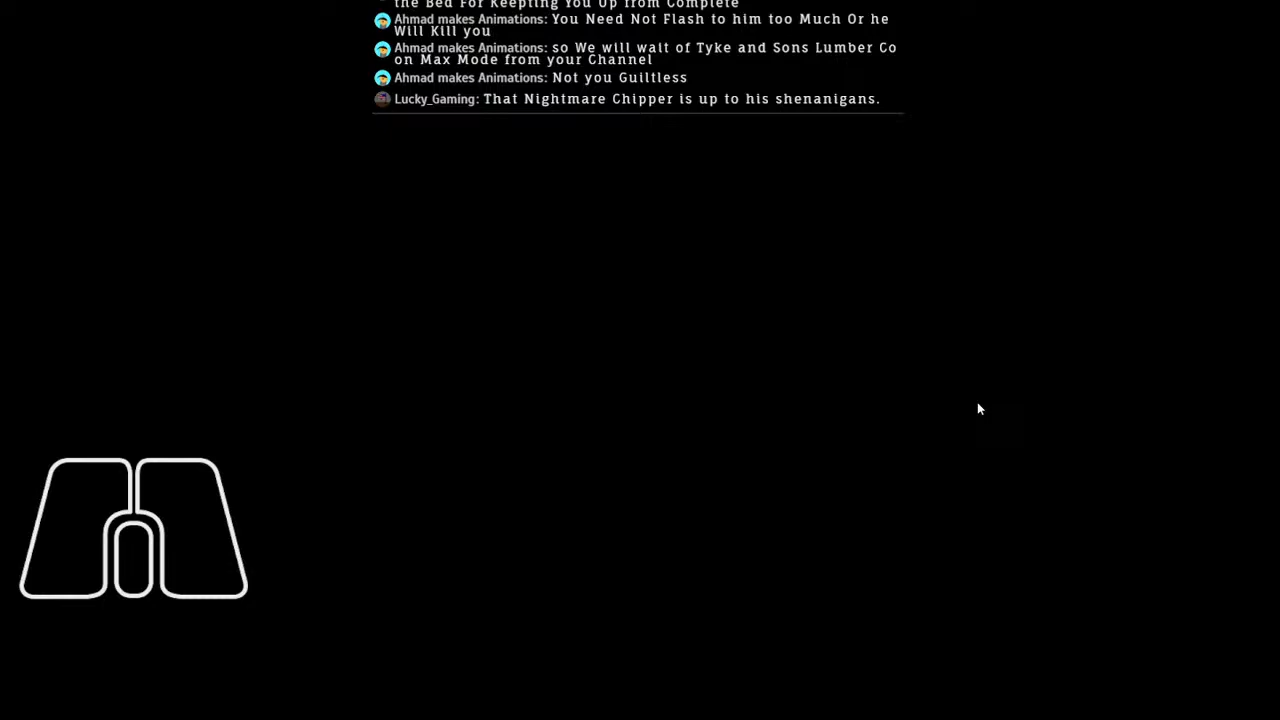 the Bed For Keepting You Up from Complete
Ahmad makes Animations: You Need Not Flash to him too Much Or he
Will Kill you
Ahmad makes Animations: so We will wait of Tyke and Sons Lumber Co
on Max Mode from your Channel
Ahmad makes Animations: Not you Guiltless
Lucky_Gaming: That Nightmare Chipper is up to his shenanigans.